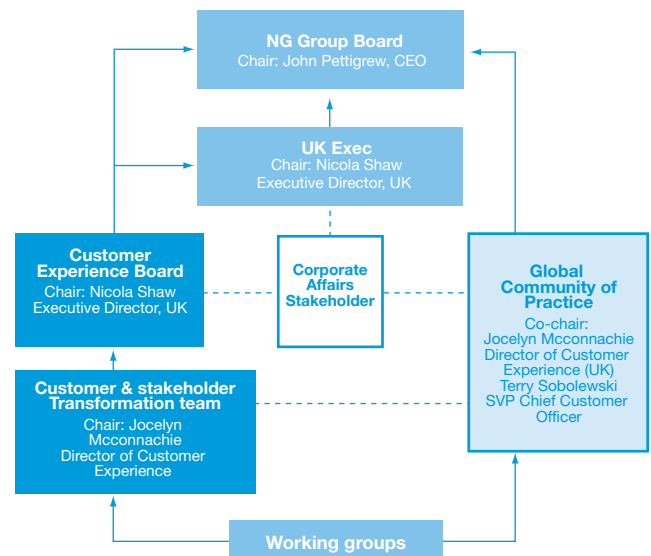 NG Group Board
Chair: John Pettigrew, CEO
UK Exec
Chair: Nicola Shaw
Executive Director, UK
Customer
Experience Board
Chair: Nicola Shaw
Executive Director, UK
Corporate
Affairs
Stakeholder
Global
Community of
Practice
Co-chair:
Jocelyn Mcconnachie
Director of Customer
Experience (UK)
Terry Sobolewski
SVP Chief Customer
Officer
Customer & stakeholder
Transformation team
Chair: Jocelyn
Mcconnachie
Director of Customer
Experience
Working groups